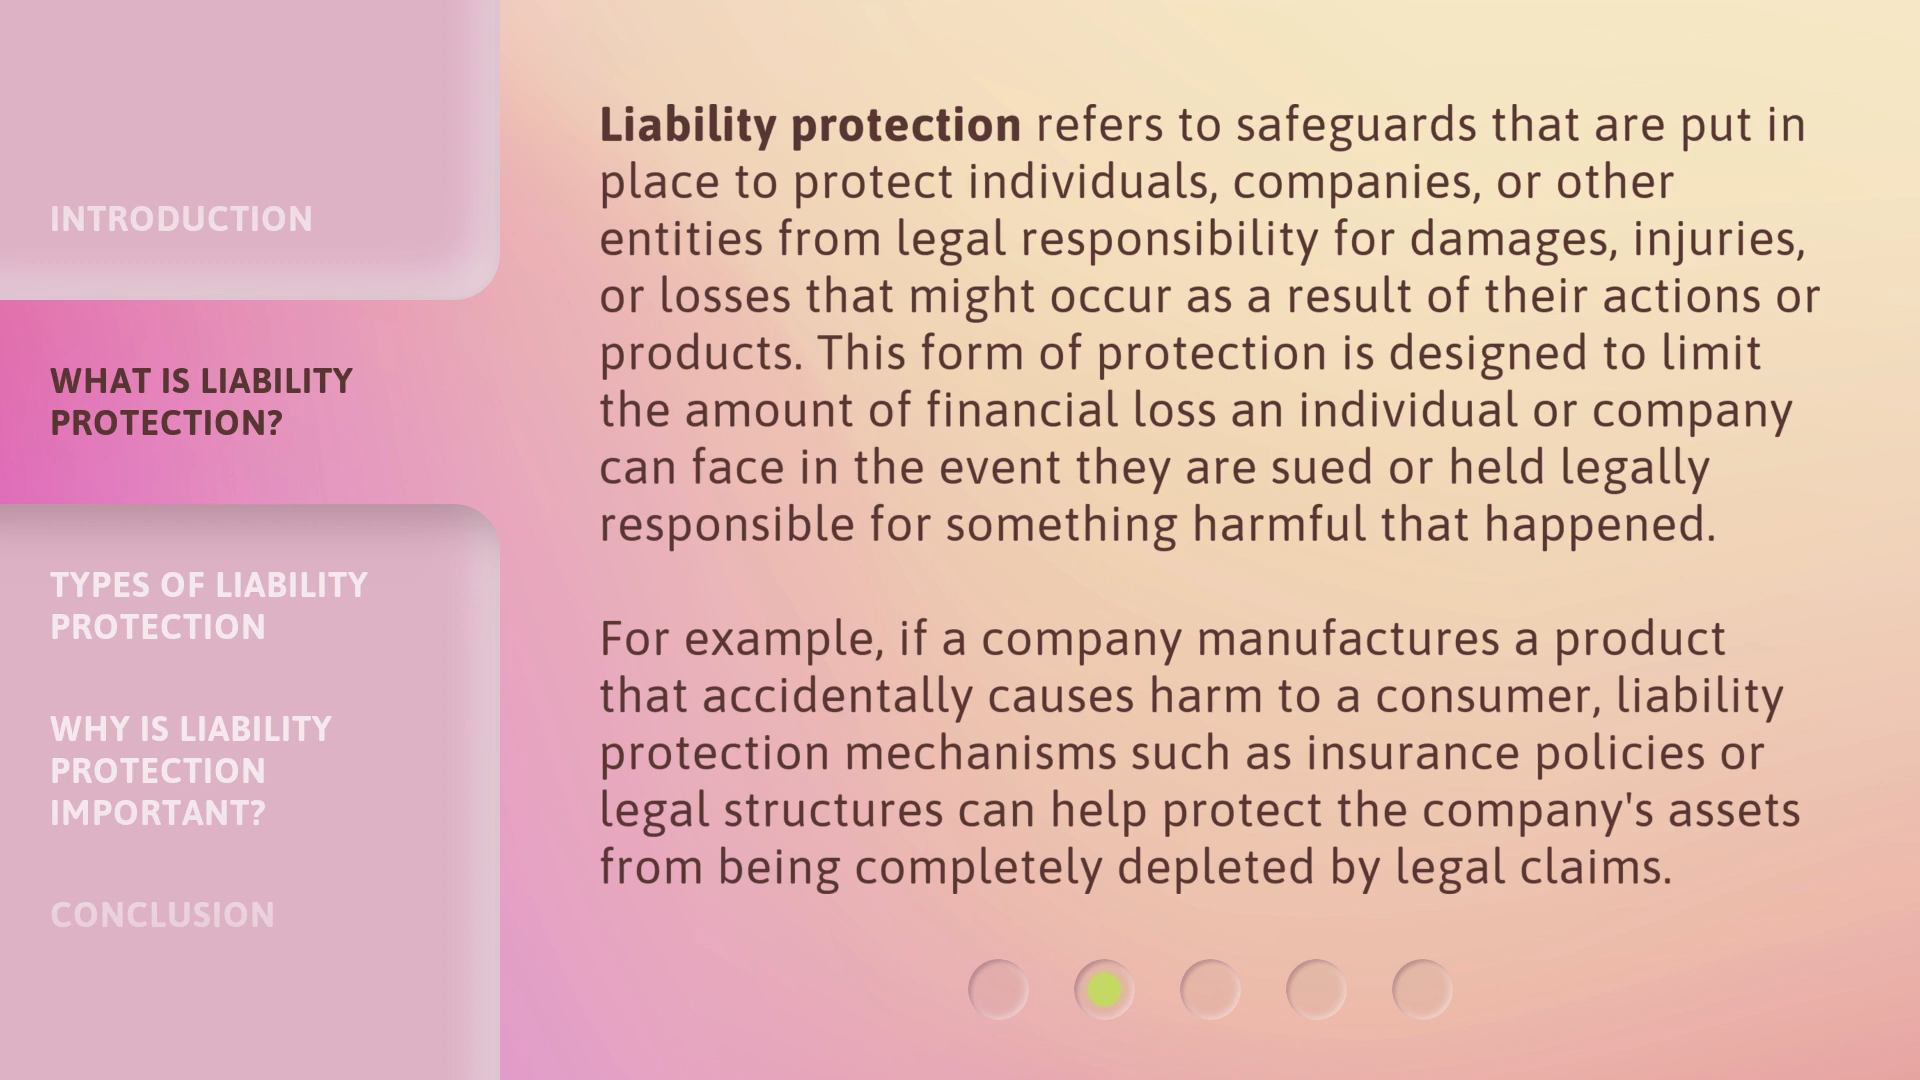 INTRODUCTION
WHAT IS LIABILITY
PROTECTION?
TYPES OF LIABILITY
PROTECTION
WHY IS LIABILITY
PROTECTION
IMPORTANT?
CONCLUSION
Liability protection refers to safeguards that are put in
place to protect individuals, companies, or other
entities from legal responsibility for damages, injuries,
or losses that might occur as a result of their actions or
products. This form of protection is designed to limit
the amount of financial loss an individual or company
can face in the event they are sued or held legally
responsible for something harmful that happened.
For example, if a company manufactures a product
that accidentally causes harm to a consumer, liability
protection mechanisms such as insurance policies or
legal structures can help protect the company's assets
from being completely depleted by legal claims.